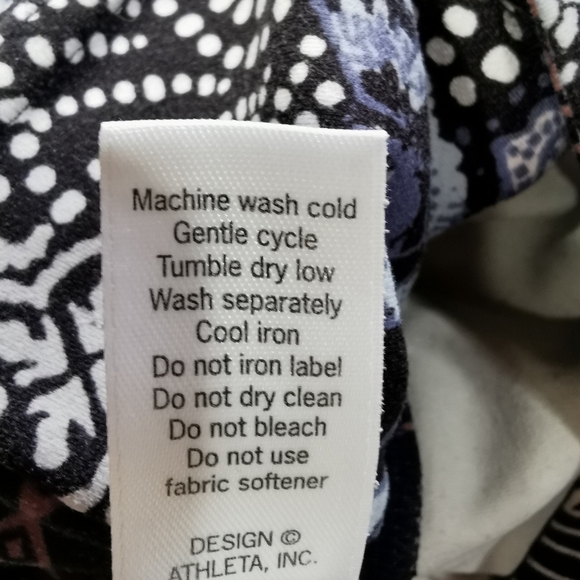 Machine wash cold
Gentle cycle
Tumble dry low
Wash separately
Cool iron
Do not iron label
Do not dry clean
Do not bleach
Do not use
fabric softener
DESIGN ©
ATHLETA, INC.